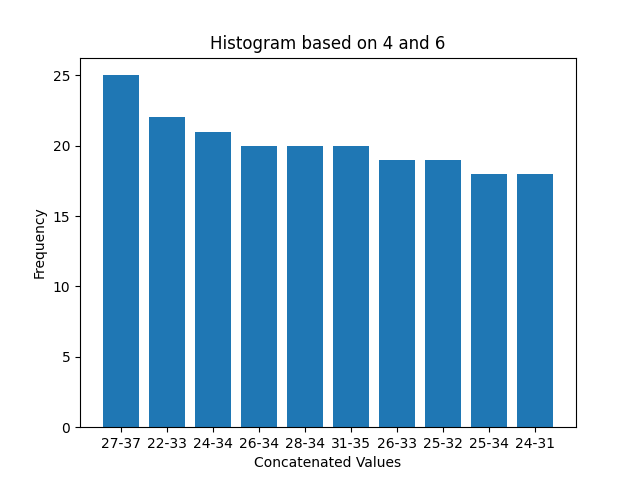 Histogram based on 4 and 6
25
20
15
10
5
0
Frequency
27-37 22-33 24-34 26-34 28-34 31-35 26-33 25-32 25-34 24-31
Concatenated Values